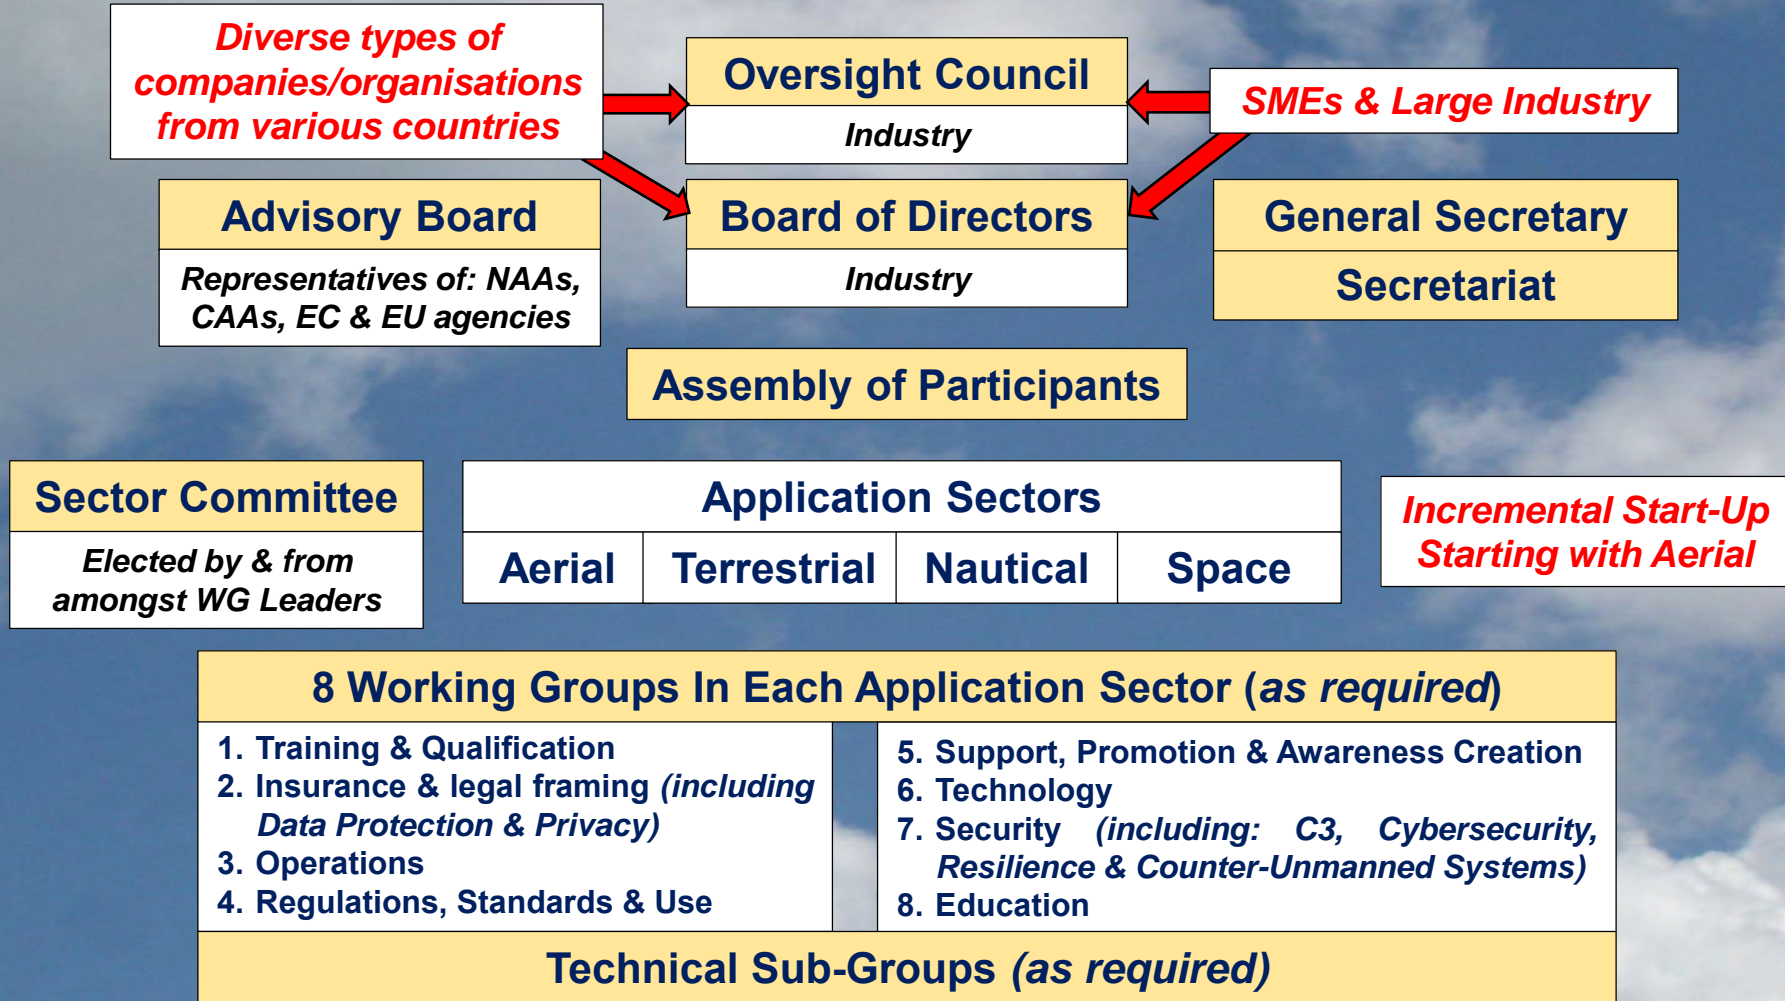 Diverse types of
companies/organisations
from various countries
Oversight Council
Industry
SMEs & Large Industry
Advisory Board
Representatives of: NAAs,
CAAs, EC & EU agencies
Board of Directors
Industry
General Secretary
Secretariat
Assembly of Participants
Sector Committee
Elected by & from
amongst WG Leaders
Application Sectors
Aerial Terrestrial Nautical Space
Incremental Start-Up
Starting with Aerial
8 Working Groups In Each Application Sector (as required)
1. Training & Qualification
2. Insurance & legal framing (including
Data Protection & Privacy)
3. Operations
4. Regulations, Standards & Use
5. Support, Promotion & Awareness Creation
6. Technology
7. Security (including: C3, Cybersecurity,
Resilience & Counter-Unmanned Systems)
8. Education
Technical Sub-Groups (as required)